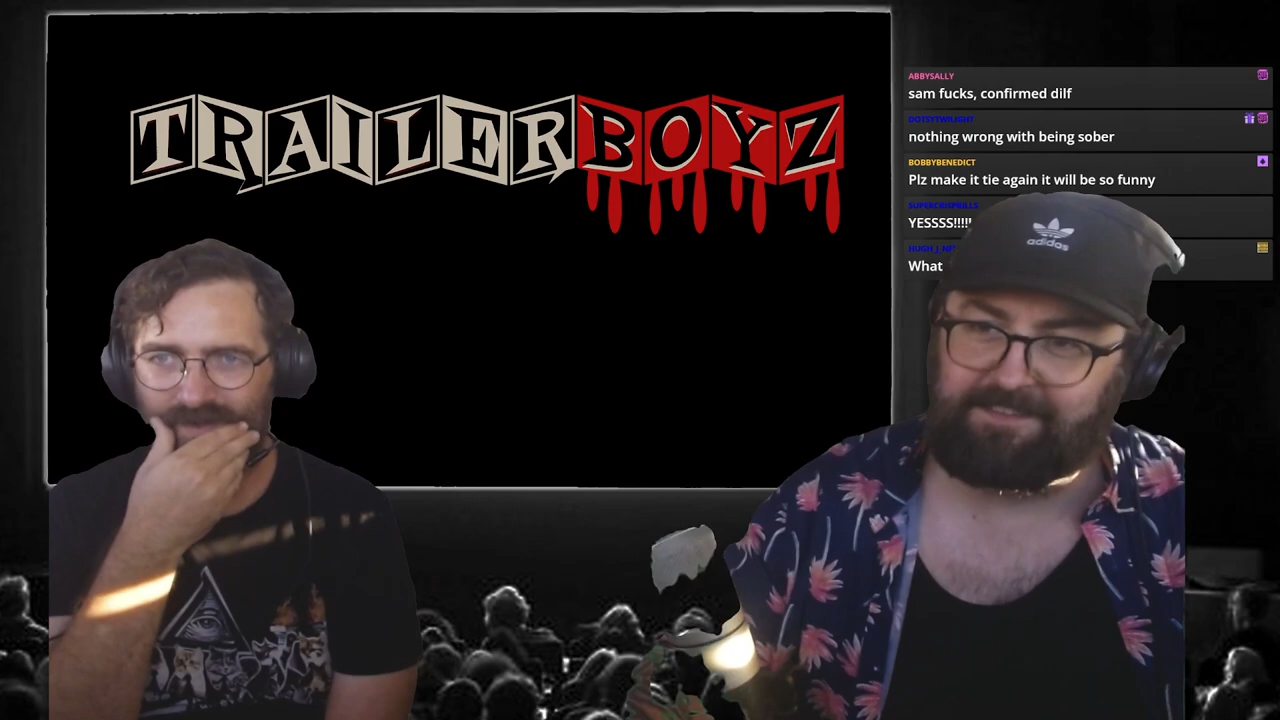 TRAILERBOYZ
ABBYSALLY
sam fucks, confirmed dilf
DOTSYTWILIGHT
nothing wrong with being sober
BOBBYBENEDICT
Plz make it tie again it will be so funny
YESSSS!!!!!
What
adidas